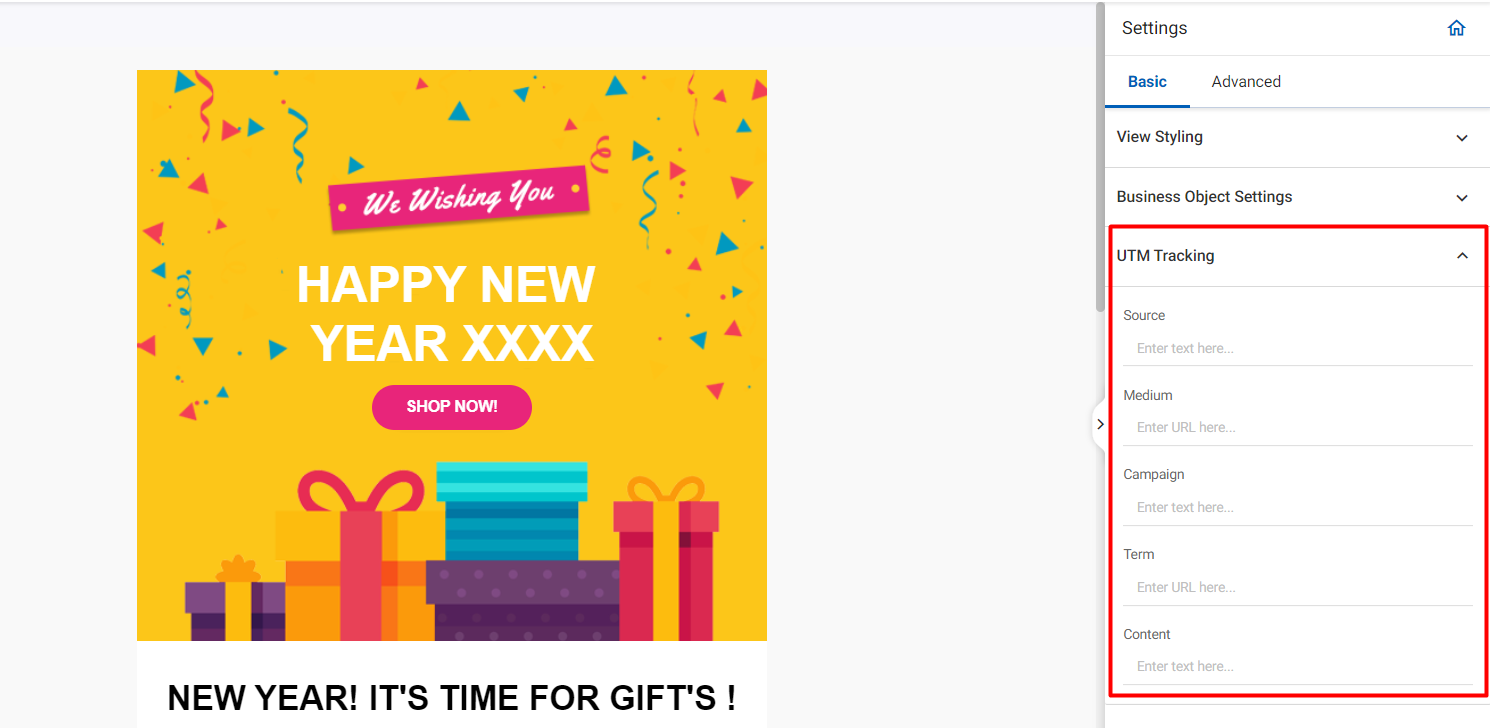 We Wishing You
HAPPY NEW
YEAR XXXX
SHOP NOW!
NEW YEAR! IT'S TIME FOR GIFT'S !
Settings
Basic
Advanced
View Styling
Business Object Settings
UTM Tracking
Source
Enter text here...
Medium
Enter URL here...
Campaign
Enter text here...
Term
Enter URL here...
Content
Enter text here...